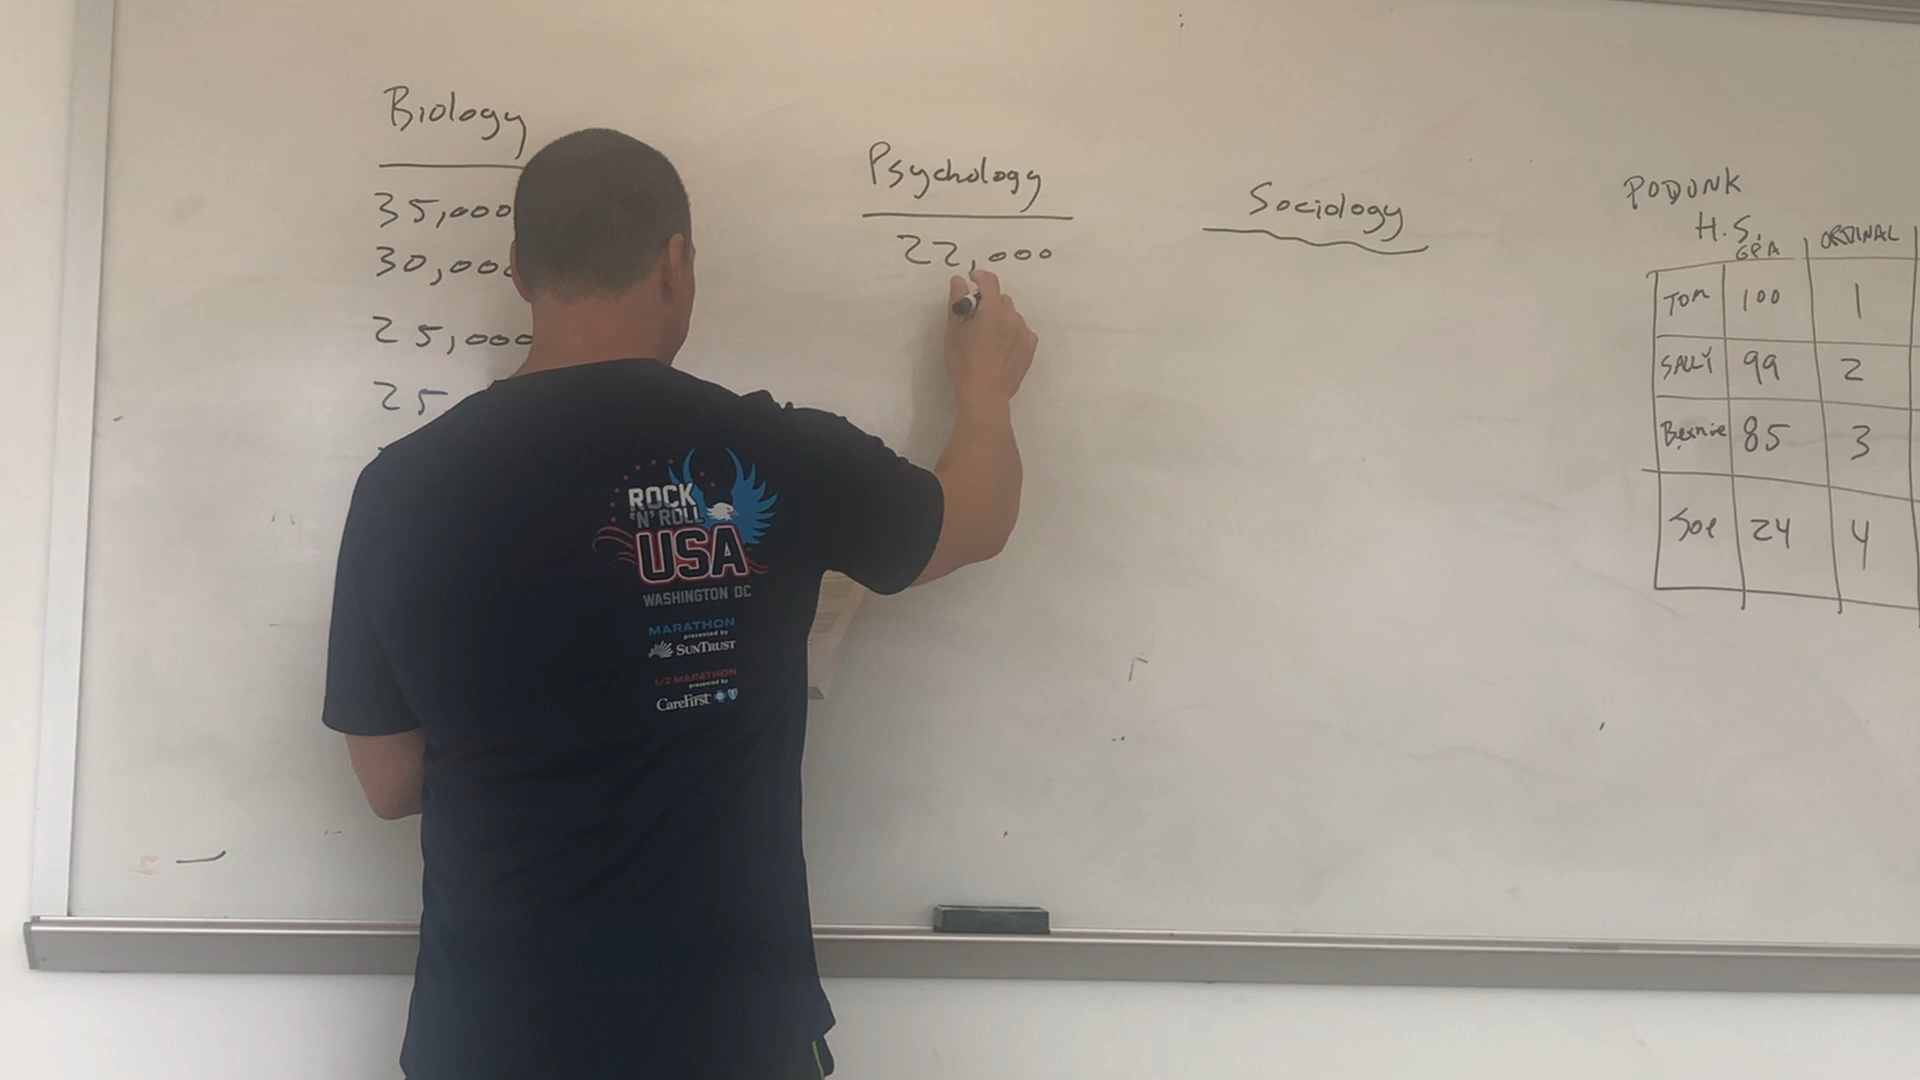 Biology
35,000
30,000
25,000
25,
Psychology
22,000
Sociology
PODUNK
H.S.
GPA ORDINAL
Tom 100 1
SALLY 99 2
Bernie 85 3
Joe 24 4
ROCK
'N' ROLL
USA
WASHINGTON DC
MARATHON
presented by
SUNTRUST
1/2 MARATHON
presented by
CareFirst